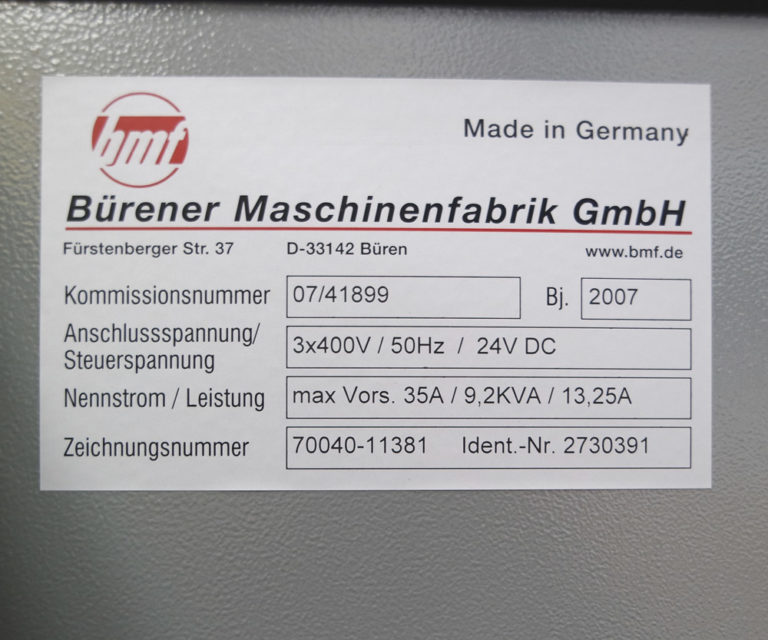 bmf
Made in Germany
Bürener Maschinenfabrik GmbH
Fürstenberger Str. 37 D-33142 Büren www.bmf.de
Kommissionsnummer 07/41899 Bj. 2007
Anschlussspannung/
Steuerspannung 3x400V / 50Hz / 24V DC
Nennstrom / Leistung max Vors. 35A / 9,2KVA / 13,25A
Zeichnungsnummer 70040-11381 Ident.-Nr. 2730391